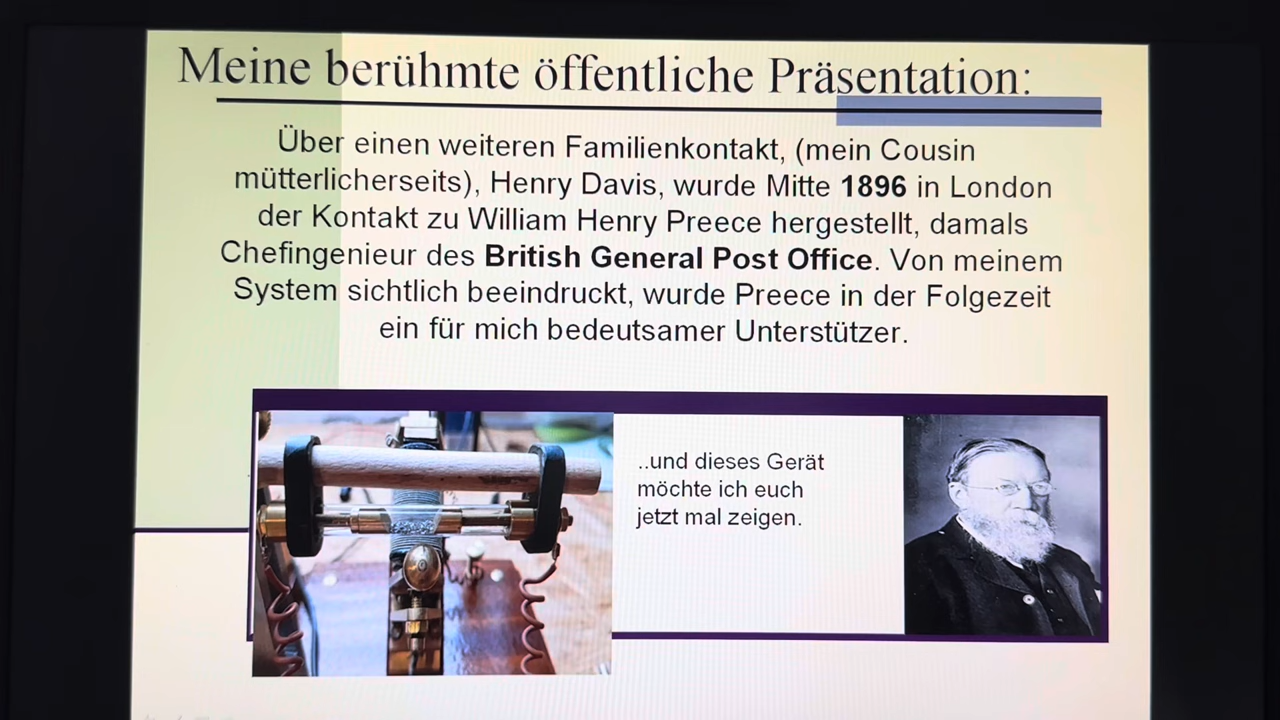 Meine berühmte öffentliche Präsentation:
Über einen weiteren Familienkontakt, (mein Cousin
mütterlicherseits), Henry Davis, wurde Mitte 1896 in London
der Kontakt zu William Henry Preece hergestellt, damals
Chefingenieur des British General Post Office. Von meinem
System sichtlich beeindruckt, wurde Preece in der Folgezeit
ein für mich bedeutsamer Unterstützer.
..und dieses Gerät
möchte ich euch
jetzt mal zeigen.